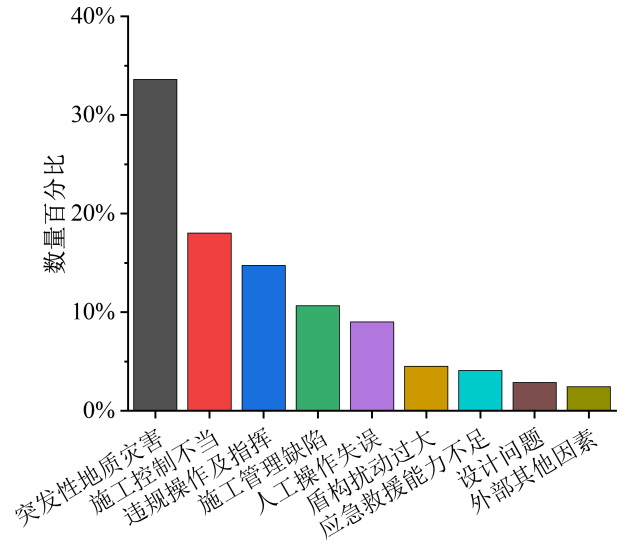 40%
30%
20%
10%
0%
数量百分比
突发性地质灾害
施工控制不当
违规操作及指挥
施工管理缺陷
人工操作失误
盾构扰动过大
应急救援能力不足
设计问题
外部其他因素